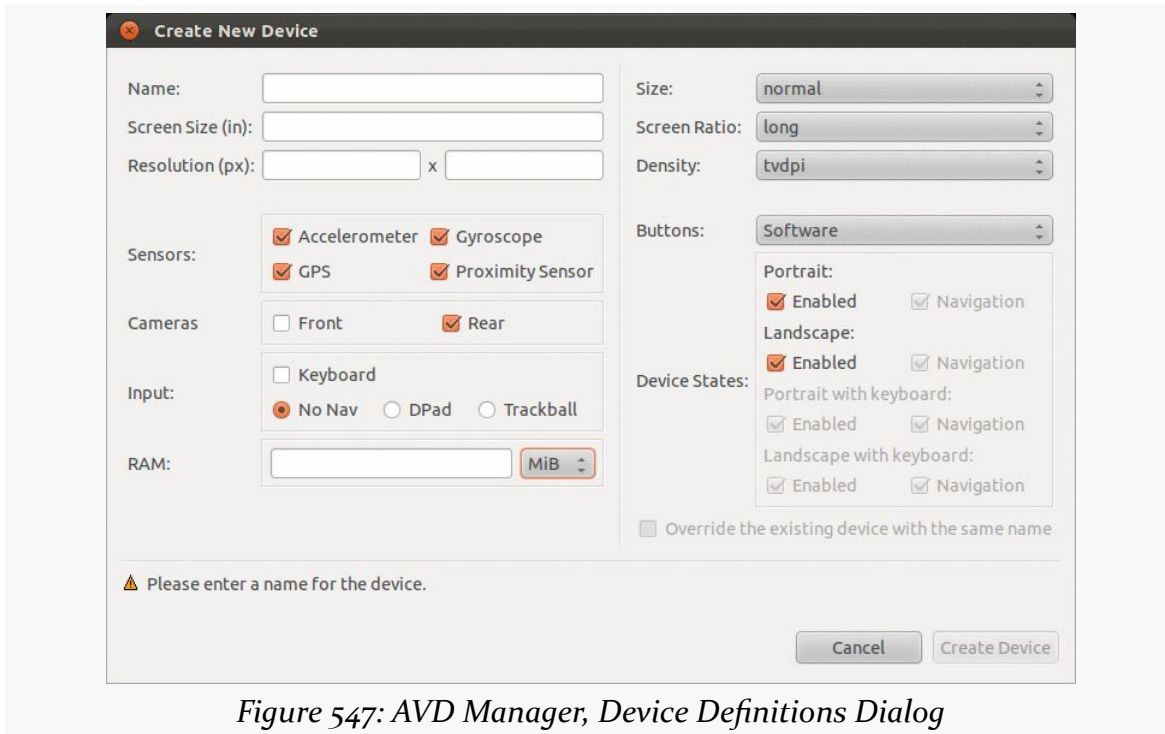 Create New Device
Name:
Screen Size (in):
Resolution (px): x
Sensors:
Accelerometer Gyroscope
GPS Proximity Sensor
Cameras Front Rear
Input:
Keyboard
No Nav DPad Trackball
RAM: MiB
Size: normal
Screen Ratio: long
Density: tvdpi
Buttons: Software
Device States:
Portrait:
Enabled Navigation
Landscape:
Enabled Navigation
Portrait with keyboard:
Enabled Navigation
Landscape with keyboard:
Enabled Navigation
Override the existing device with the same name
Please enter a name for the device.
Cancel Create Device
Figure 547: AVD Manager, Device Definitions Dialog